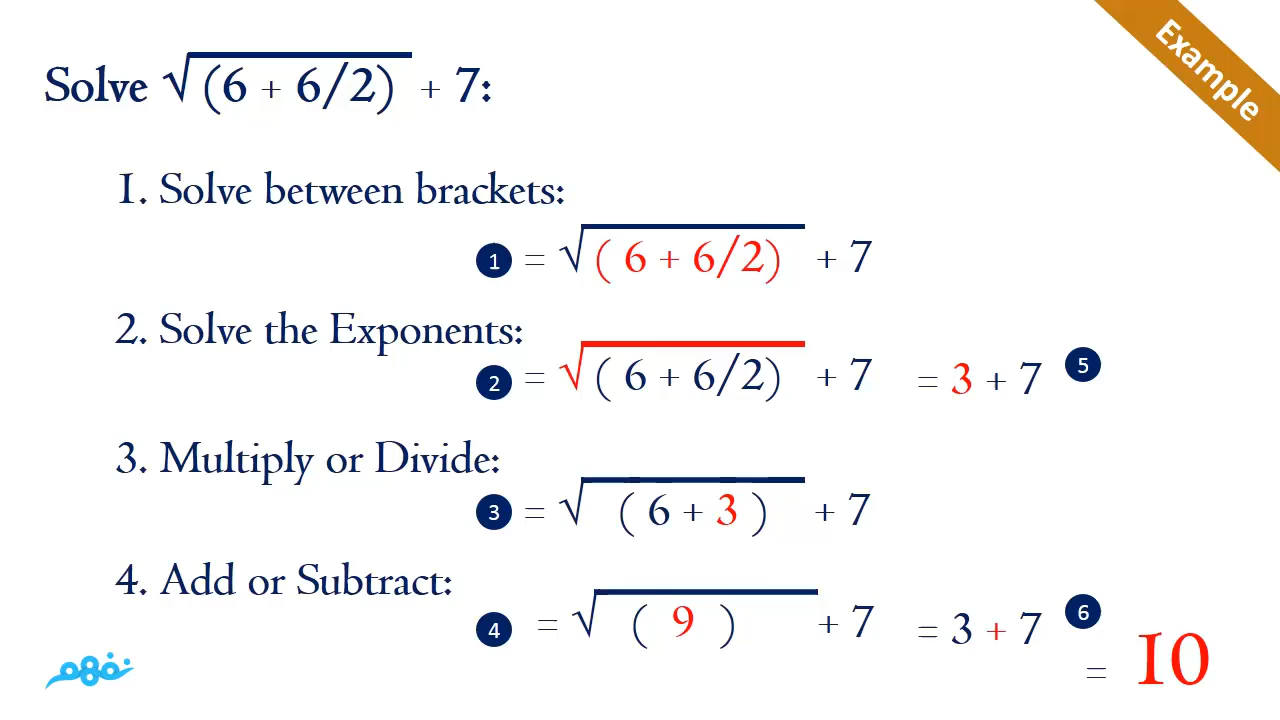 Example
Solve √(6 + 6/2) + 7:
1. Solve between brackets:
1 = √( 6 + 6/2) + 7
2. Solve the Exponents:
2 = √( 6 + 6/2) + 7 = 3 + 7 5
3. Multiply or Divide:
3 = √( 6 + 3 ) + 7
4. Add or Subtract:
4 = √( 9 ) + 7 = 3 + 7 6
= 10
نفهم